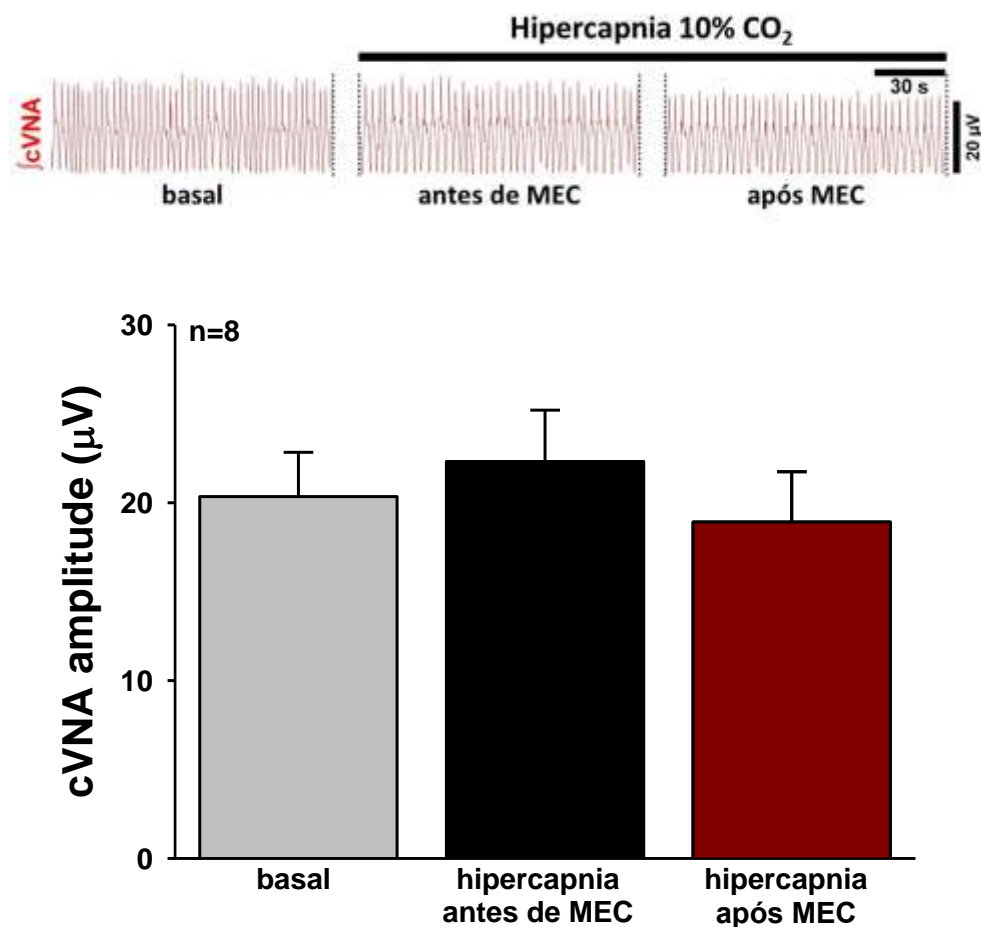 Hipercapnia 10% CO₂
30 s
∫cVNA
20 µV
basal
antes de MEC
após MEC
30
n=8
20
10
0
cVNA amplitude (µV)
basal
hipercapnia
antes de MEC
hipercapnia
após MEC